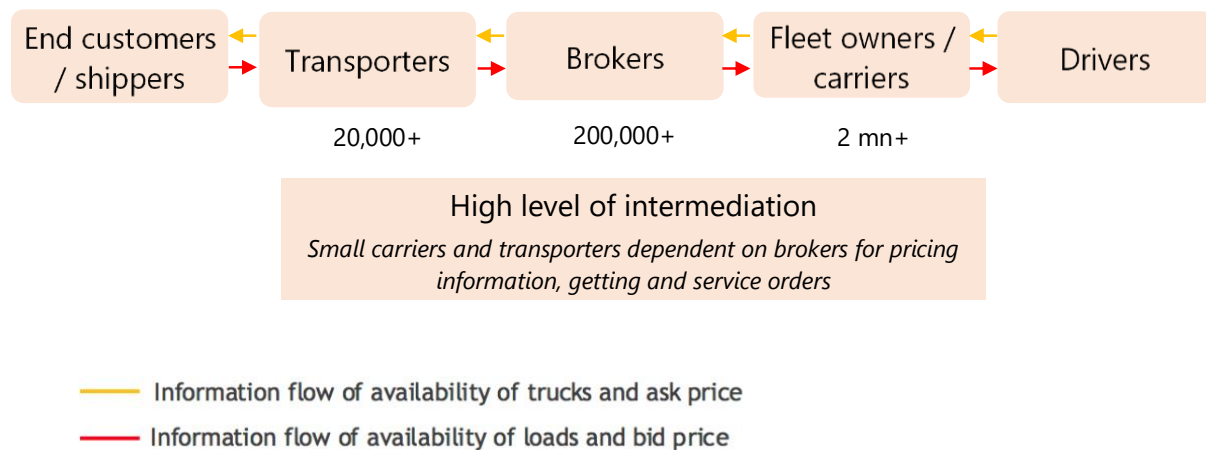 End customers
/ shippers
Transporters
Brokers
Fleet owners /
carriers
Drivers
20,000+
200,000+
2 mn+
High level of intermediation
Small carriers and transporters dependent on brokers for pricing
information, getting and service orders
Information flow of availability of trucks and ask price
Information flow of availability of loads and bid price